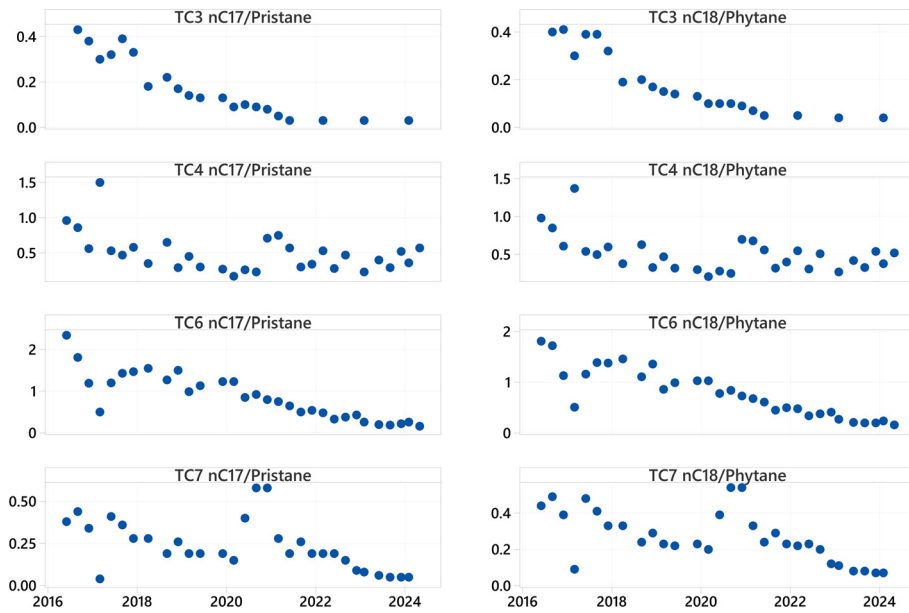 TC3 nC17/Pristane
0.4
0.2
0.0
TC3 nC18/Phytane
0.4
0.2
0.0
TC4 nC17/Pristane
1.5
1.0
0.5
TC4 nC18/Phytane
1.5
1.0
0.5
TC6 nC17/Pristane
2
1
0
TC6 nC18/Phytane
2
1
0
TC7 nC17/Pristane
0.50
0.25
0.00
2016 2018 2020 2022 2024
TC7 nC18/Phytane
0.4
0.2
0.0
2016 2018 2020 2022 2024